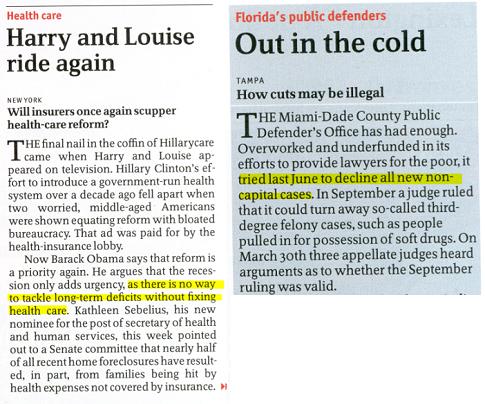 Health care
Harry and Louise
ride again
NEW YORK
Will insurers once again scupper
health-care reform?
THE final nail in the coffin of Hillarycare
came when Harry and Louise ap-
peared on television. Hillary Clinton's ef-
fort to introduce a government-run health
system over a decade ago fell apart when
two worried, middle-aged Americans
were shown equating reform with bloated
bureaucracy. That ad was paid for by the
health-insurance lobby.
Now Barack Obama says that reform is
a priority again. He argues that the reces-
sion only adds urgency, as there is no way
to tackle long-term deficits without fixing
health care. Kathleen Sebelius, his new
nominee for the post of secretary of health
and human services, this week pointed
out to a Senate committee that nearly half
of all recent home foreclosures have result-
ed, in part, from families being hit by
health expenses not covered by insurance.
Florida's public defenders
Out in the cold
TAMPA
How cuts may be illegal
THE Miami-Dade County Public
Defender's Office has had enough.
Overworked and underfunded in its
efforts to provide lawyers for the poor, it
tried last June to decline all new non-
capital cases. In September a judge ruled
that it could turn away so-called third-
degree felony cases, such as people
pulled in for possession of soft drugs. On
March 30th three appellate judges heard
arguments as to whether the September
ruling was valid.